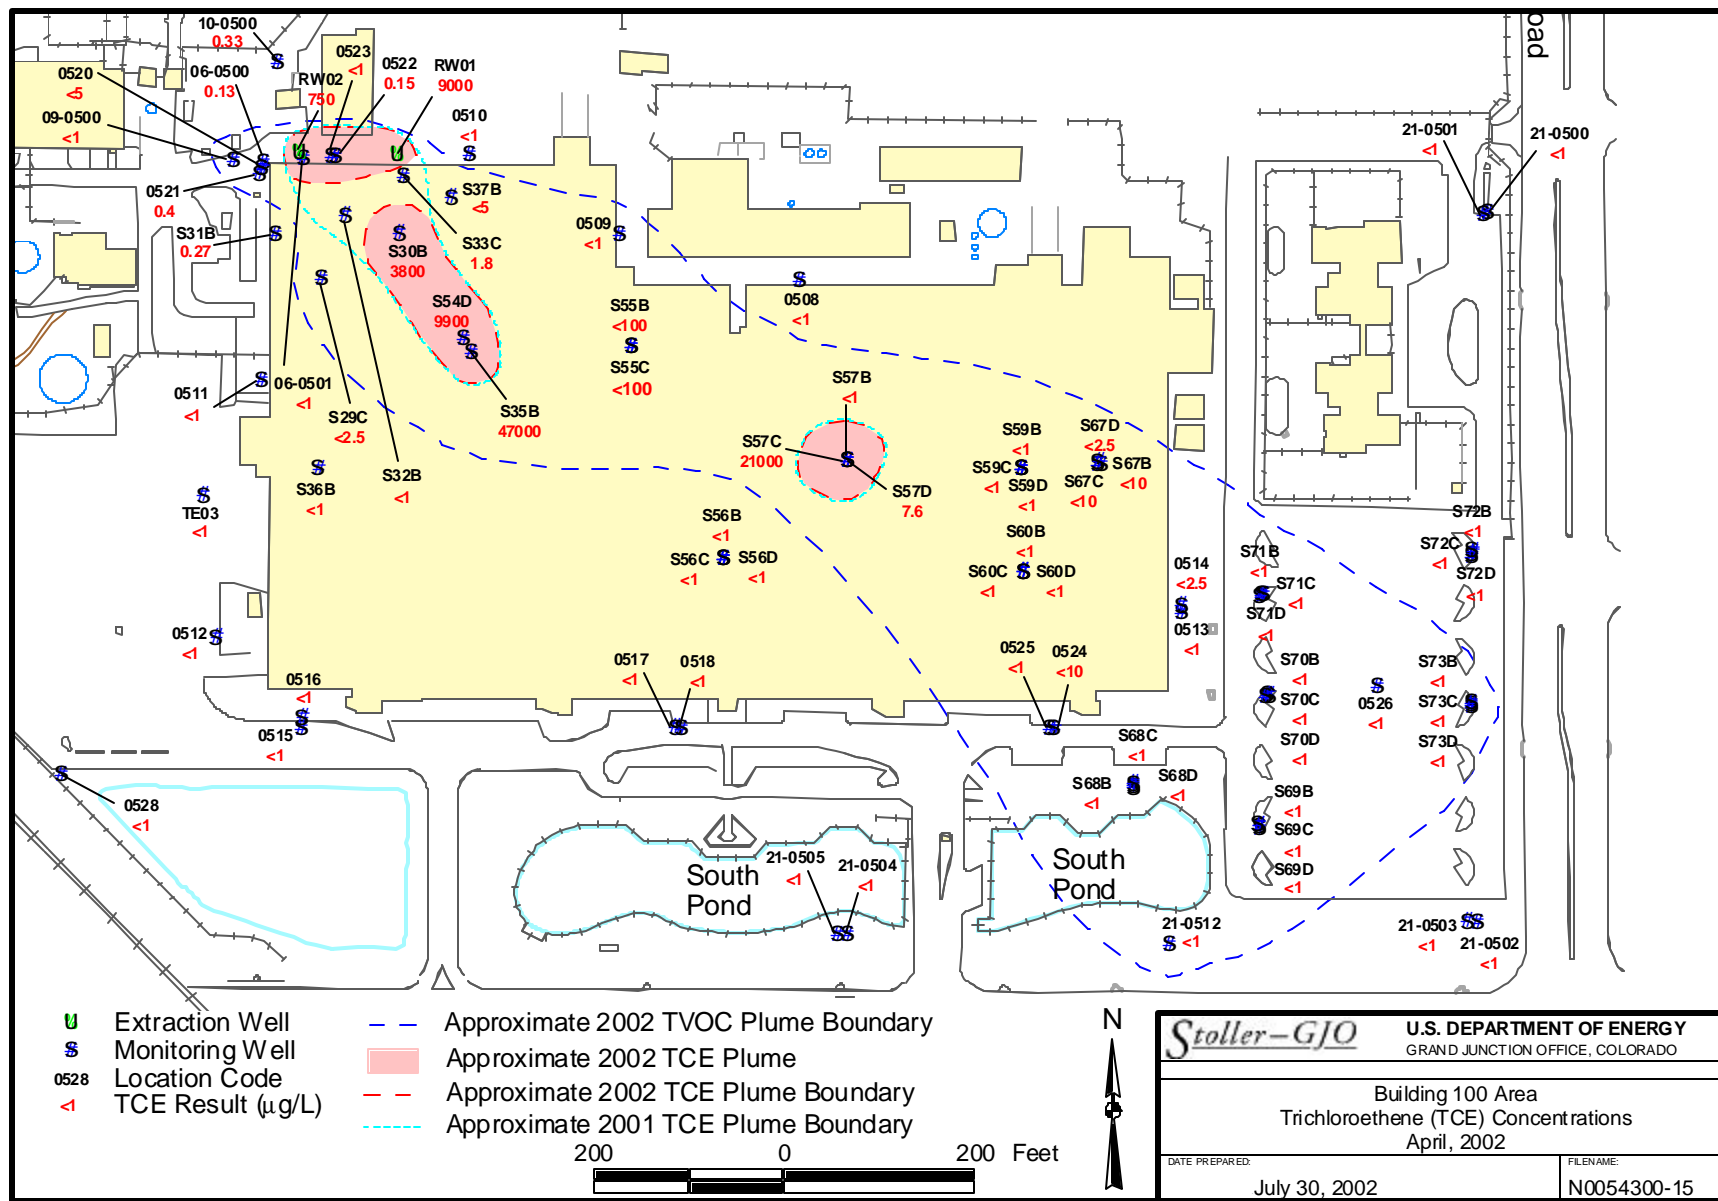 10-0500
0.33
0520
<5
06-0500
0.13
0523
<1
0522
0.15
RW01
9000
RW02
750
09-0500
<1
0510
<1
oad
21-0501
<1
21-0500
<1
0521
0.4
S31B
0.27
S37B
<5
S33C
1.8
0509
<1
S30B
3800
S54D
9900
0508
<1
S55B
<100
S55C
<100
0511
<1
06-0501
<1
S29C
<2.5
S35B
47000
S32B
<1
S36B
<1
S57B
<1
S57C
21000
S57D
7.6
S59B
<1
S59C
<1
S59D
<1
S67D
<2.5
S67B
<10
S67C
<10
TE03
<1
S56B
<1
S56C
<1
S56D
<1
S60B
<1
S60C
<1
S60D
<1
0514
<2.5
0513
<1
S71B
<1
S71C
<1
S71D
<1
S72B
<1
S72C
<1
S72D
<1
0512
<1
0516
<1
0515
<1
0517
<1
0518
<1
0525
<1
0524
<10
S70B
<1
S70C
<1
S70D
<1
0526
<1
S73B
<1
S73C
<1
S73D
<1
S68C
<1
S68B
<1
S68D
<1
S69B
<1
S69C
<1
S69D
<1
0528
<1
South
Pond
21-0505
<1
21-0504
<1
South
Pond
21-0512
<1
21-0503
<1
21-0502
<1
Extraction Well
Monitoring Well
0528 Location Code
<1 TCE Result (μg/L)
Approximate 2002 TVOC Plume Boundary
Approximate 2002 TCE Plume
Approximate 2002 TCE Plume Boundary
Approximate 2001 TCE Plume Boundary
200 0 200 Feet
N
Stoller-GJO
U.S. DEPARTMENT OF ENERGY
GRAND JUNCTION OFFICE, COLORADO
Building 100 Area
Trichloroethene (TCE) Concentrations
April, 2002
DATE PREPARED:
July 30, 2002
FILENAME:
N0054300-15